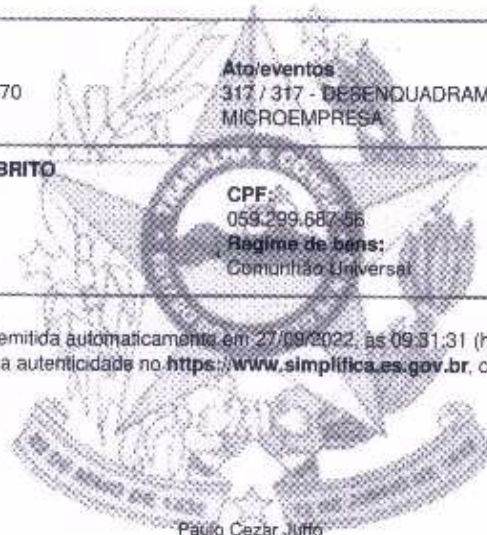 Ato/eventos
70 317 / 317 - DESENQUADRAM
MICROEMPRESA
BRITO
CPF:
059.299.687-56
Regime de bens:
Comunhão Universal
emitida automaticamente em 27/09/2022, às 09:31:31 (h
a autenticidade no https://www.simplifica.es.gov.br, c
Paulo Cezar Juffo